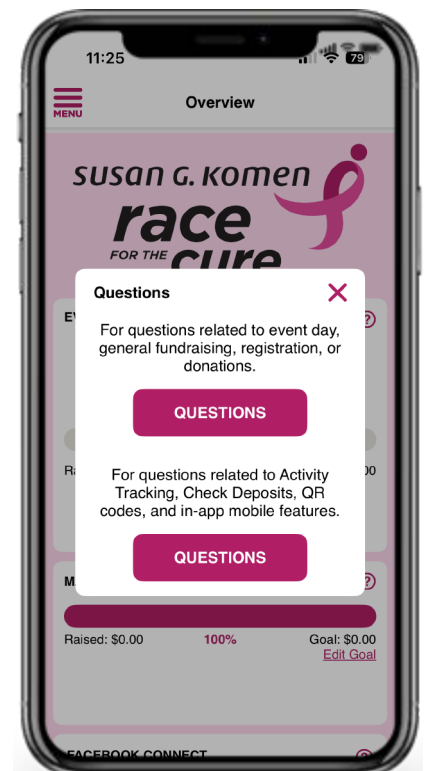 11:25
79
MENU
Overview
susan g. komen
race
FOR THE cure
Questions
For questions related to event day,
general fundraising, registration, or
donations.
QUESTIONS
For questions related to Activity
Tracking, Check Deposits, QR
codes, and in-app mobile features.
QUESTIONS
Raised: $0.00 100% Goal: $0.00
Edit Goal
FACEBOOK CONNECT